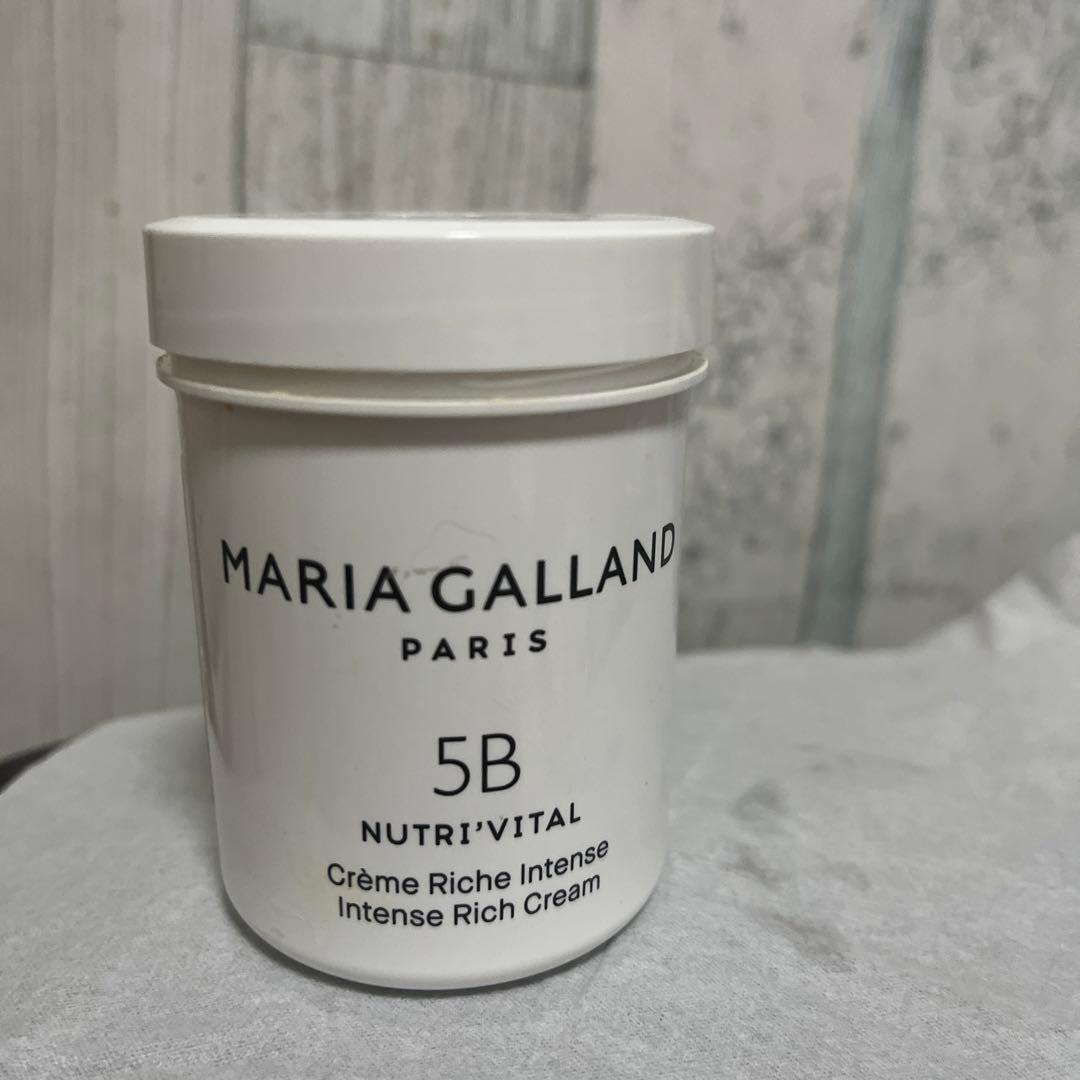 MARIA GALLAND
PARIS
5B
NUTRI'VITAL
Crème Riche Intense
Intense Rich Cream